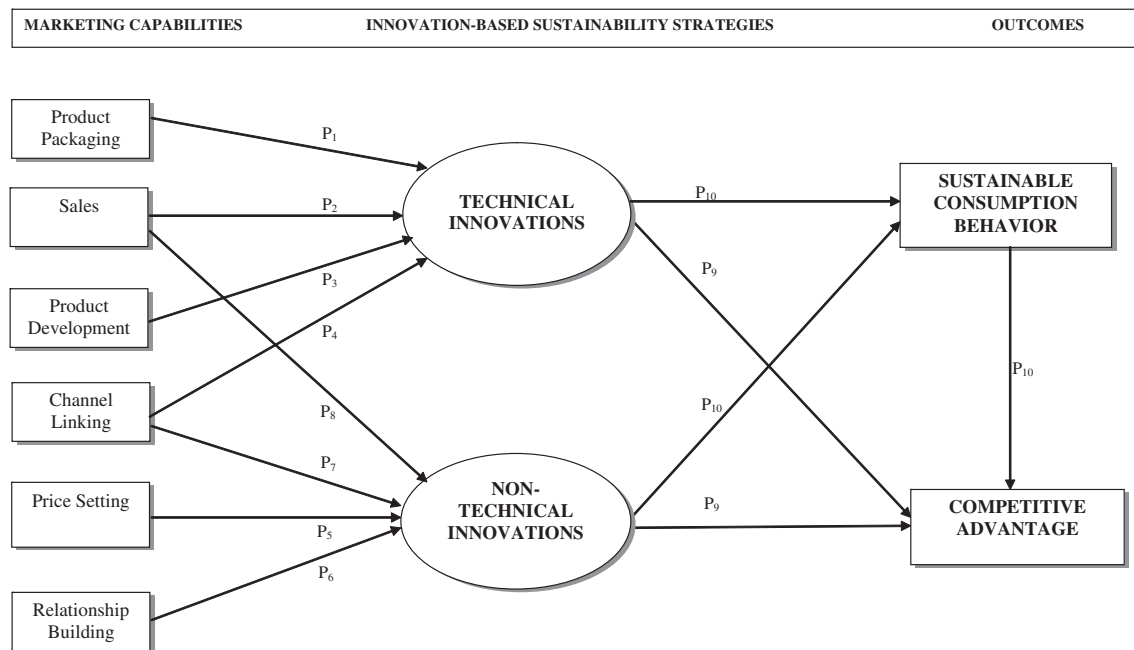 MARKETING CAPABILITIES INNOVATION-BASED SUSTAINABILITY STRATEGIES OUTCOMES
Product
Packaging
Sales
Product
Development
Channel
Linking
Price Setting
Relationship
Building
P1
P2
P3
P4
P8
P7
P5
P6
TECHNICAL
INNOVATIONS
NON-
TECHNICAL
INNOVATIONS
P10
P9
P10
P9
SUSTAINABLE
CONSUMPTION
BEHAVIOR
P10
COMPETITIVE
ADVANTAGE